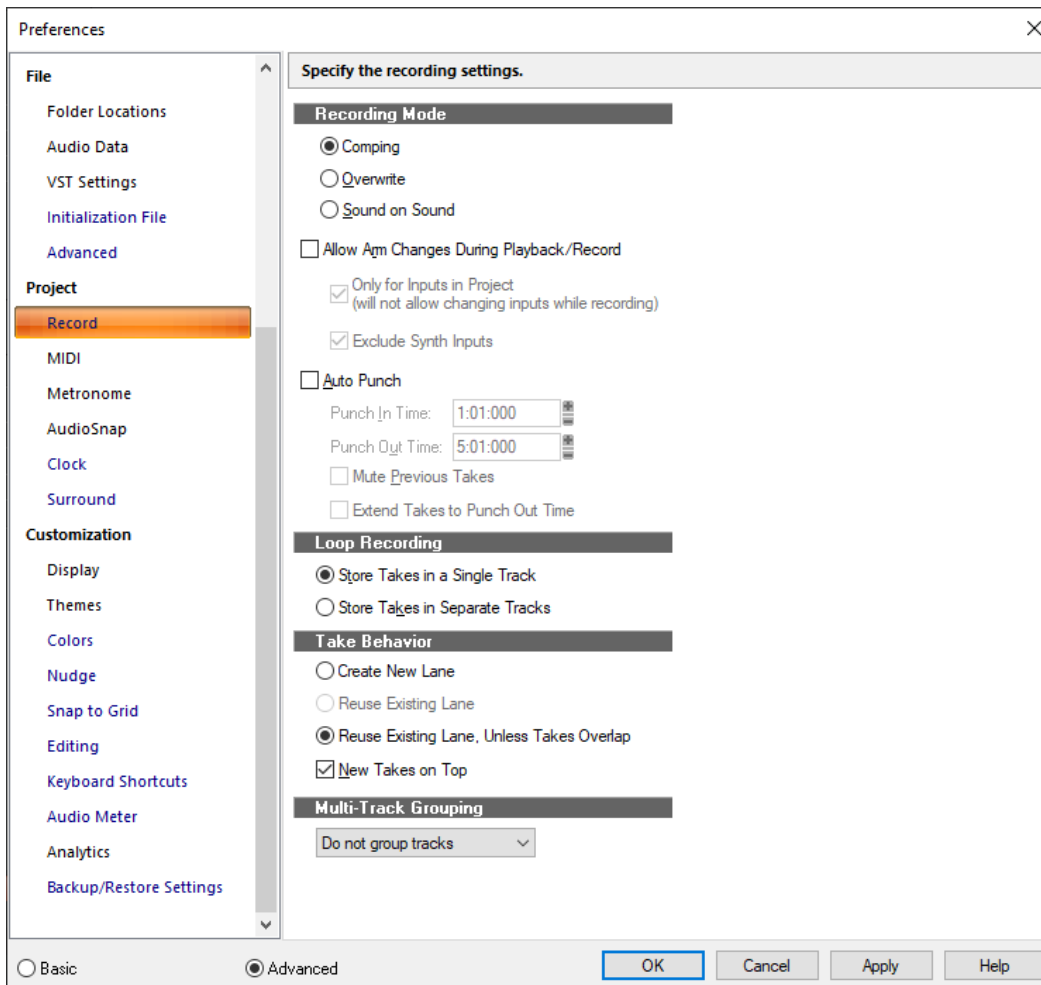 Preferences
File
Folder Locations
Audio Data
VST Settings
Initialization File
Advanced
Project
Record
MIDI
Metronome
AudioSnap
Clock
Surround
Customization
Display
Themes
Colors
Nudge
Snap to Grid
Editing
Keyboard Shortcuts
Audio Meter
Analytics
Backup/Restore Settings
Specify the recording settings.
Recording Mode
Comping
Overwrite
Sound on Sound
Allow Arm Changes During Playback/Record
Only for Inputs in Project
(will not allow changing inputs while recording)
Exclude Synth Inputs
Auto Punch
Punch In Time: 1:01:000
Punch Out Time: 5:01:000
Mute Previous Takes
Extend Takes to Punch Out Time
Loop Recording
Store Takes in a Single Track
Store Takes in Separate Tracks
Take Behavior
Create New Lane
Reuse Existing Lane
Reuse Existing Lane, Unless Takes Overlap
New Takes on Top
Multi-Track Grouping
Do not group tracks
Basic Advanced OK Cancel Apply Help